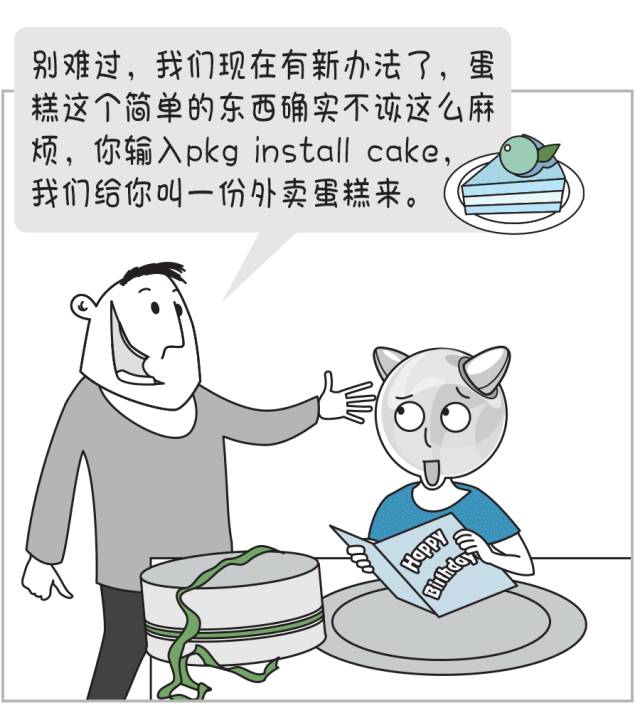 别难过，我们现在有新办法了，蛋
糕这个简单的东西确实不该这么麻
烦，你输入pkg install cake，
我们给你叫一份外卖蛋糕来。
Happy
Birthday